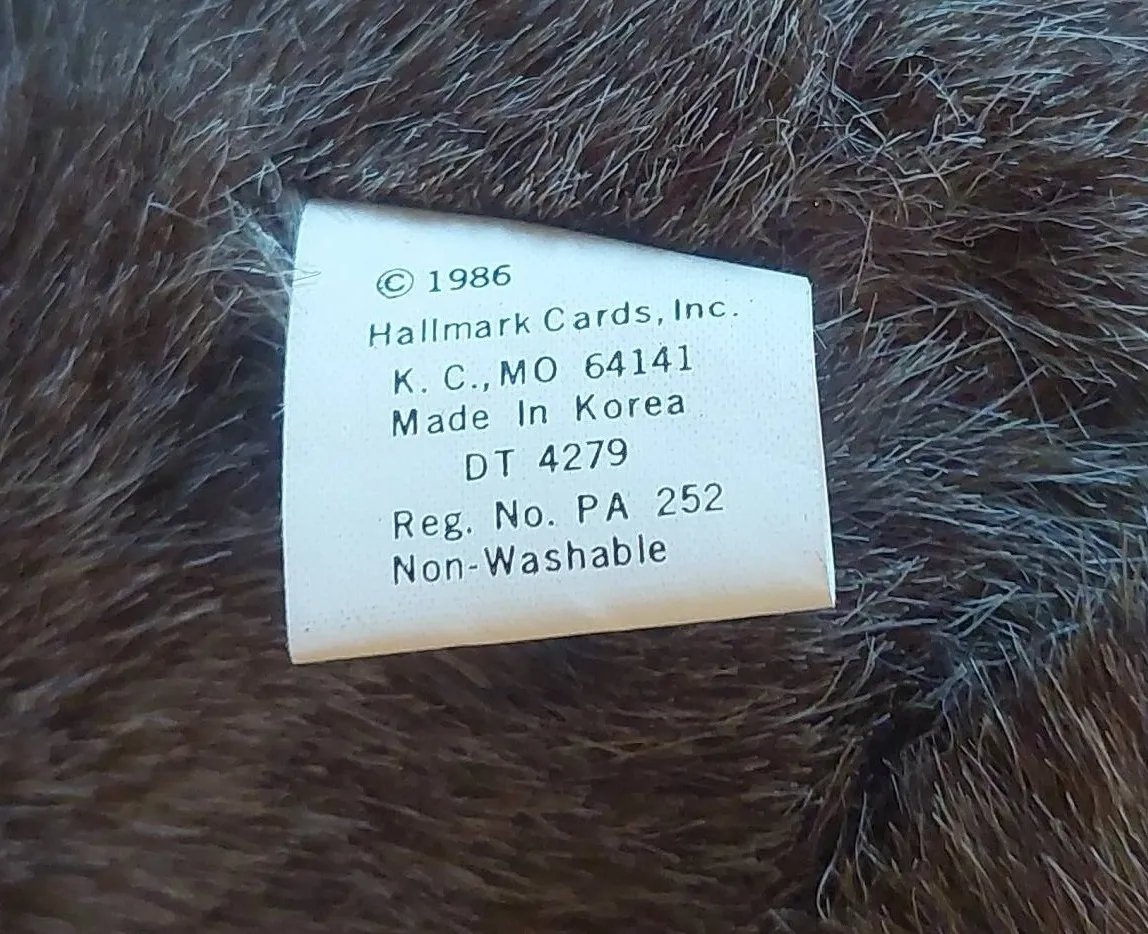 © 1986
Hallmark Cards, Inc.
K. C., MO 64141
Made In Korea
DT 4279
Reg. No. PA 252
Non-Washable